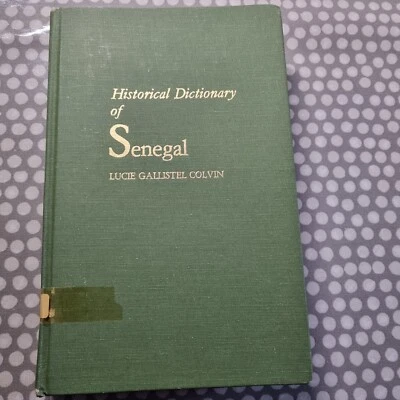 Historical Dictionary
of
Senegal
LUCIE GALLISTEL COLVIN